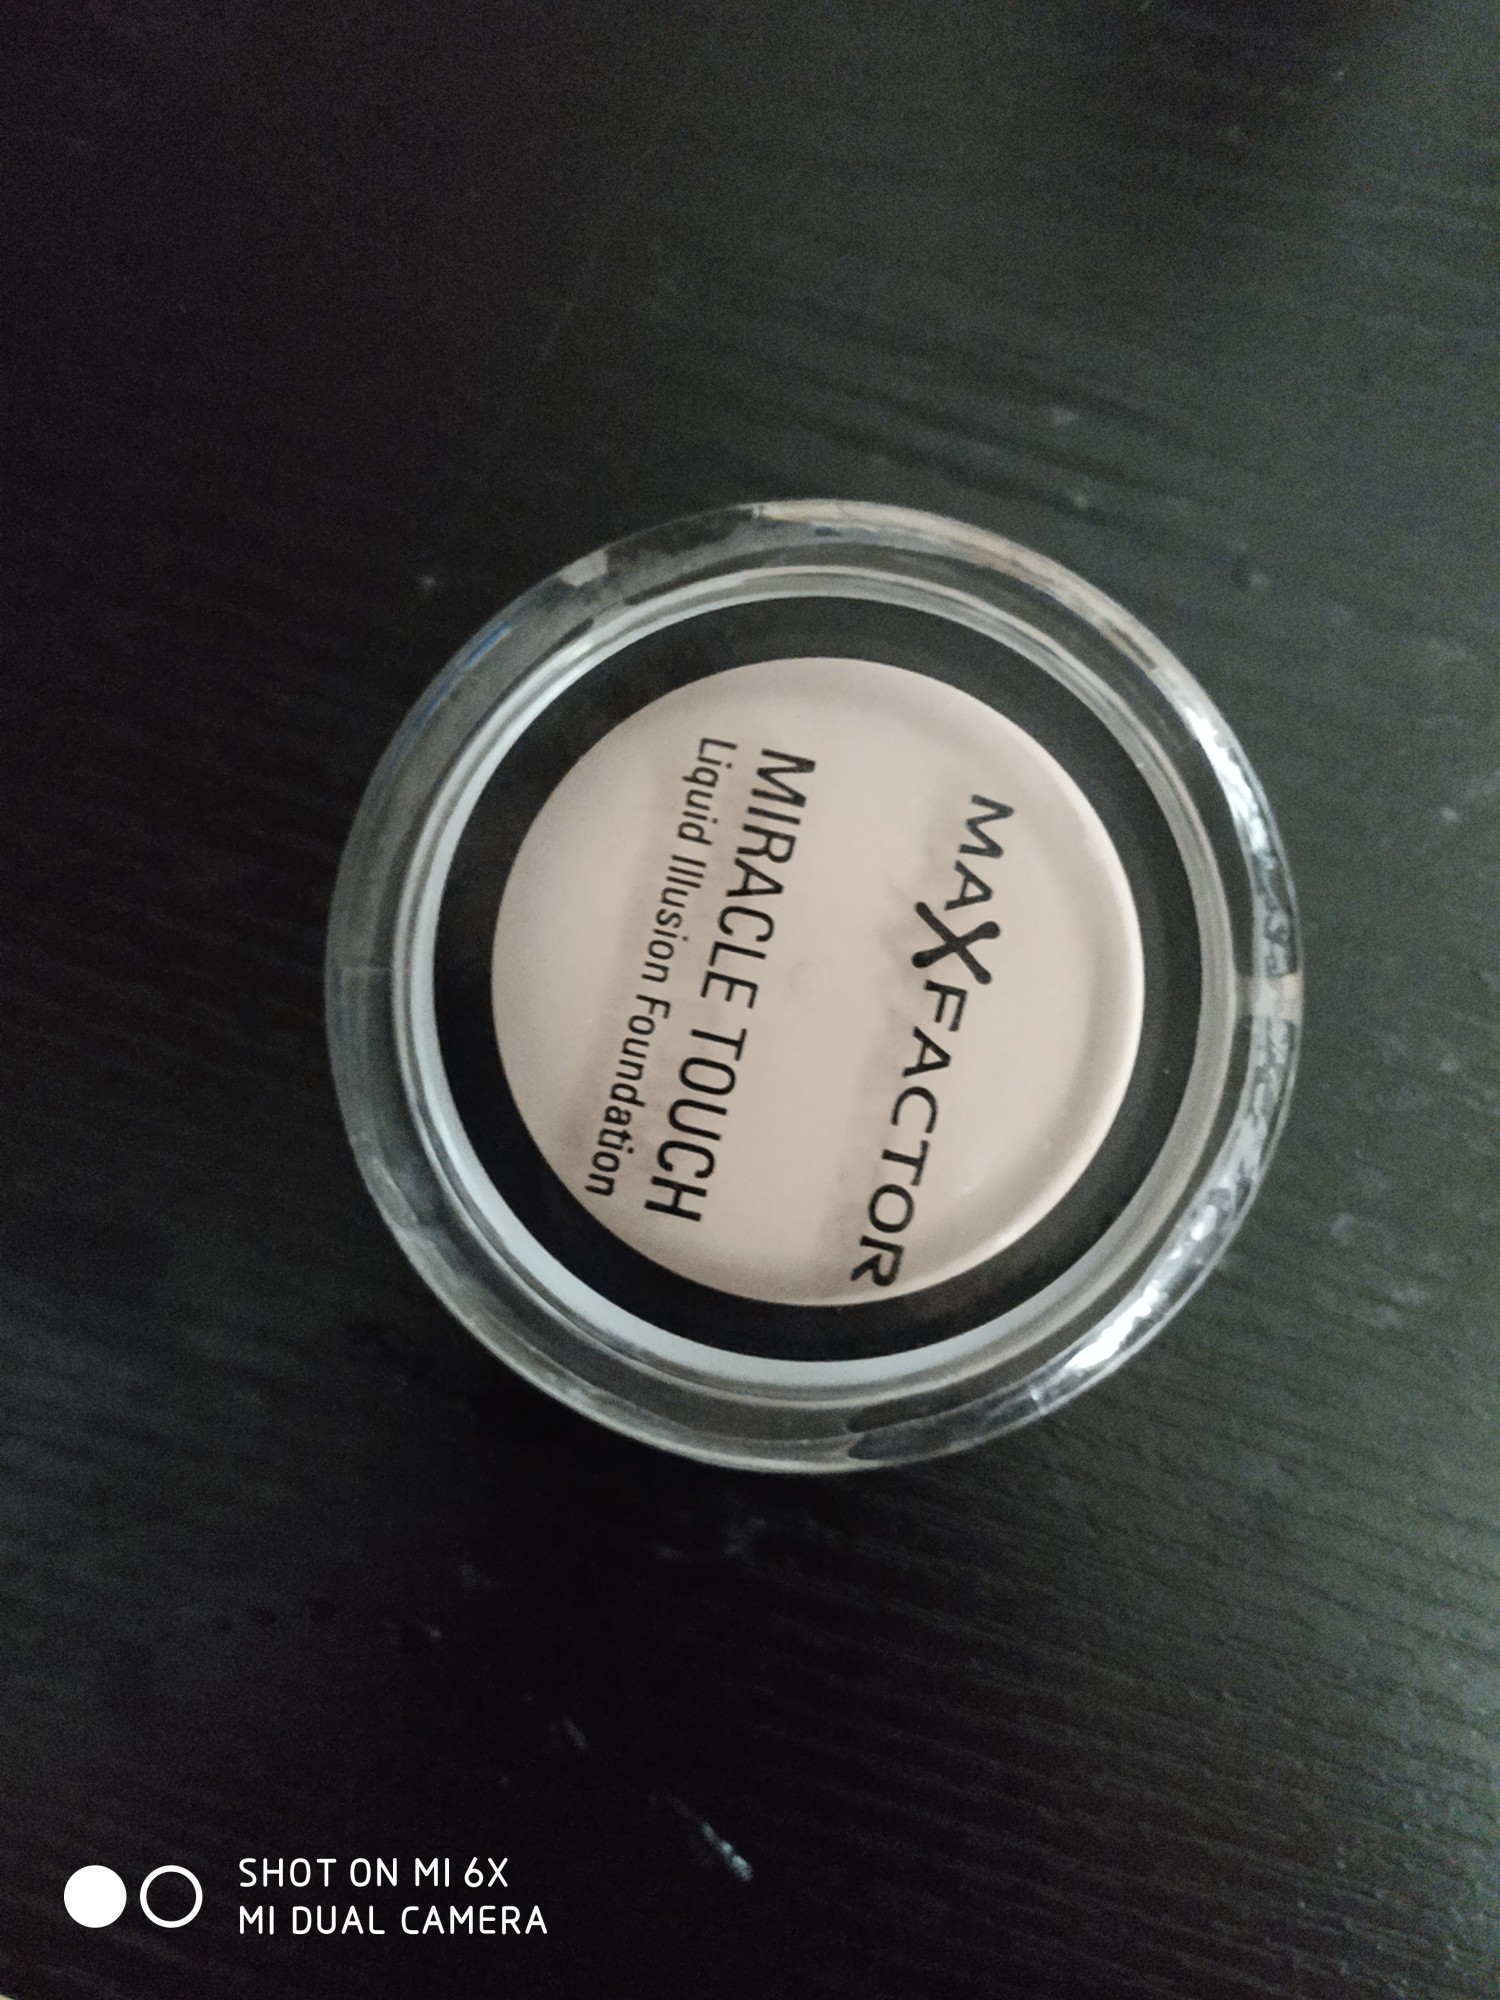 MAXFACTOR
MIRACLE TOUCH
Liquid Illusion Foundation
SHOT ON MI 6X
MI DUAL CAMERA